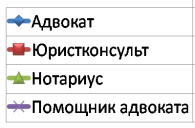 Адвокат
Юристконсульт
Нотариус
Помощник адвоката